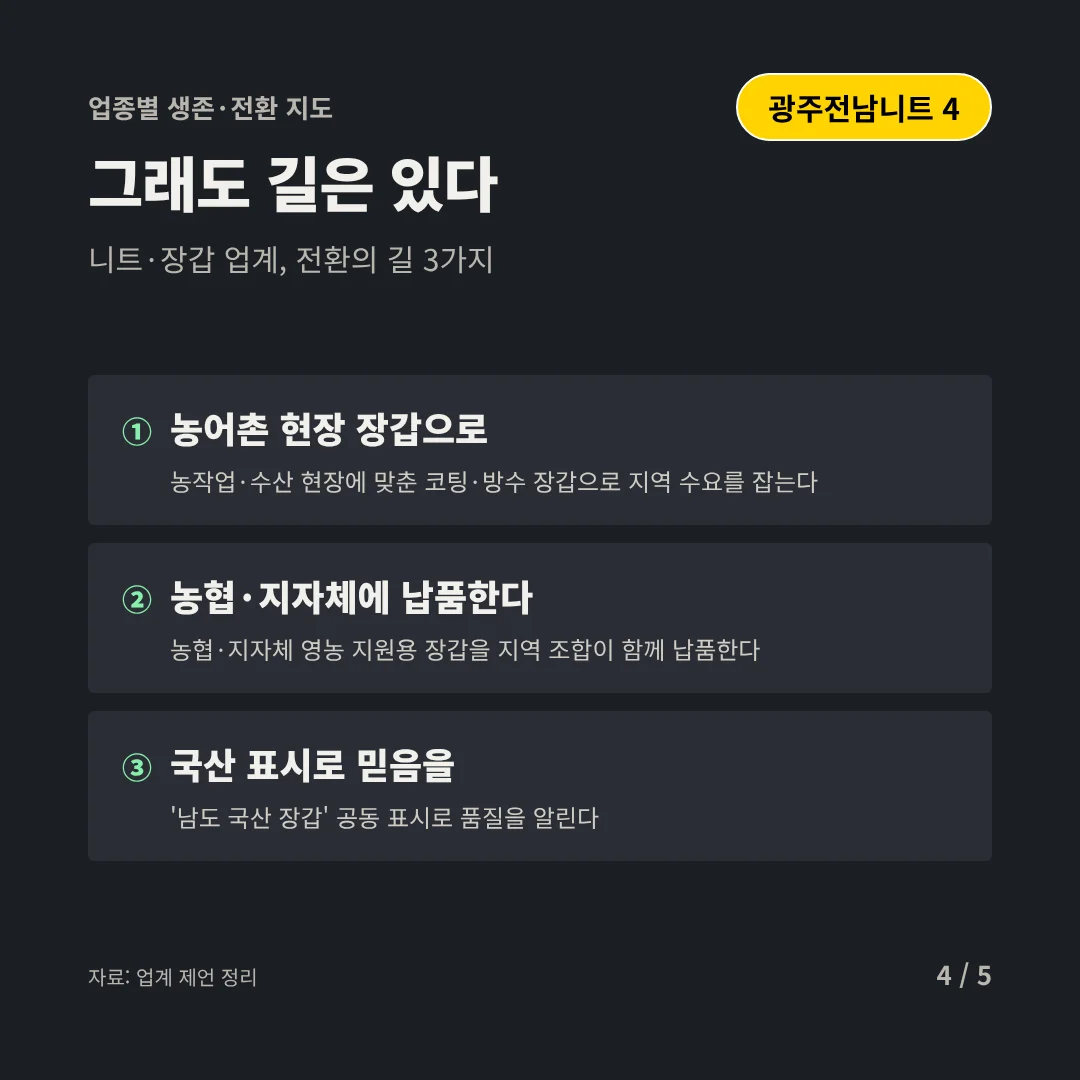 업종별 생존·전환 지도
광주전남니트 4
그래도 길은 있다
니트·장갑 업계, 전환의 길 3가지
① 농어촌 현장 장갑으로
농작업·수산 현장에 맞춘 코팅·방수 장갑으로 지역 수요를 잡는다
② 농협·지자체에 납품한다
농협·지자체 영농 지원용 장갑을 지역 조합이 함께 납품한다
③ 국산 표시로 믿음을
'남도 국산 장갑' 공동 표시로 품질을 알린다
자료: 업계 제언 정리
4 / 5